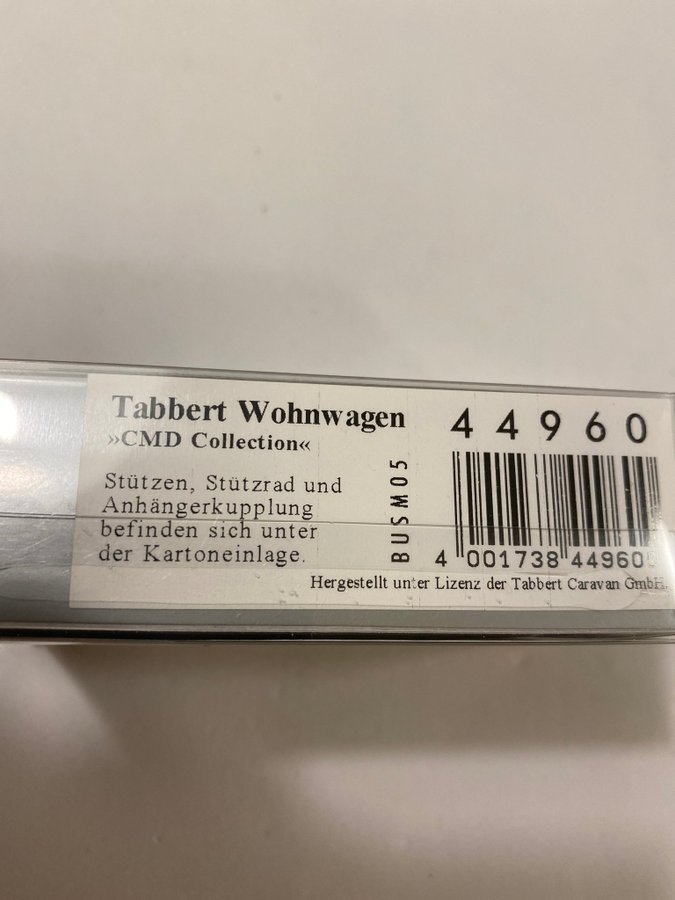 Tabbert Wohnwagen
»CMD Collection«
Stützen, Stützrad und
Anhängerkupplung
befinden sich unter
der Kartoneinlage.
BUSM05
44960
4 001738 449600
Hergestellt unter Lizenz der Tabbert Caravan GmbH.